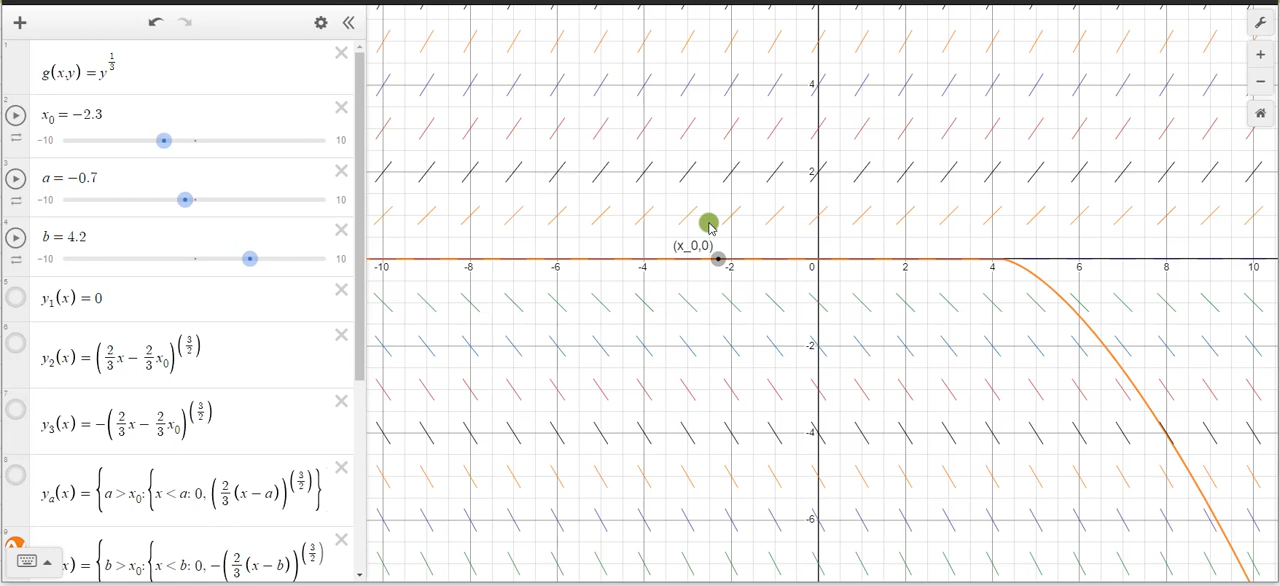 1
g(x,y) = y^{1/3}
2
x_0 = −2.3
-10 10
3
a = −0.7
-10 10
4
b = 4.2
-10 10
5
y_1(x) = 0
6
y_2(x) = (2/3 x − 2/3 x_0)^{(3/2)}
7
y_3(x) = −(2/3 x − 2/3 x_0)^{(3/2)}
8
y_a(x) = {a > x_0: {x < a: 0, (2/3 (x − a))^{(3/2)}}
9
x) = {b > x_0: {x < b: 0, −(2/3 (x − b))^{(3/2)}
4
2
(x_0,0)
-10 -8 -6 -4 -2 0 2 4 6 8 10
-2
-4
-6